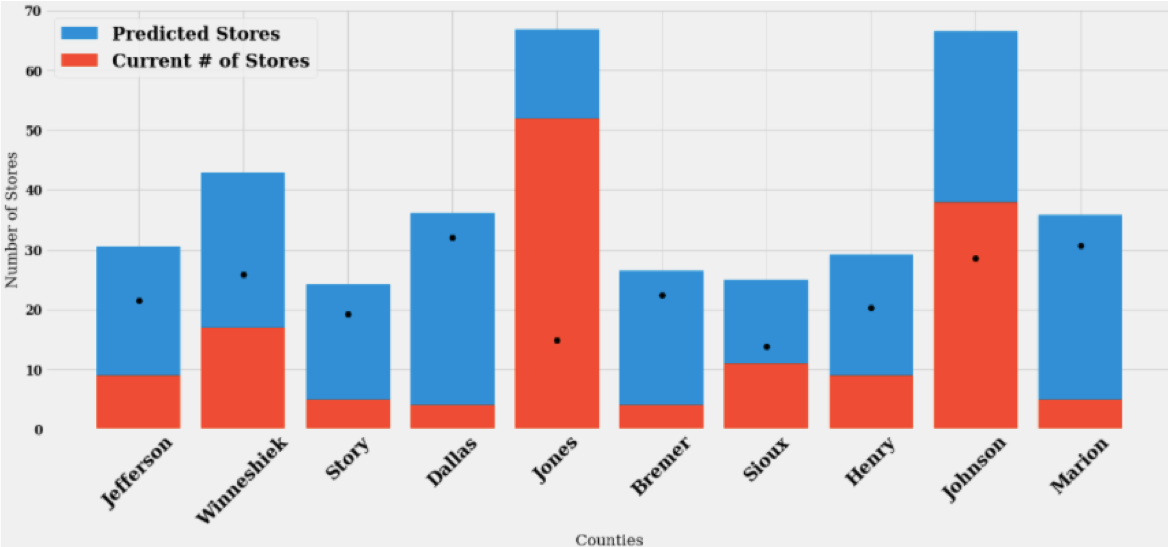 Predicted Stores
Current # of Stores
Number of Stores
70
60
50
40
30
20
10
0
Jefferson
Winneshiek
Story
Dallas
Jones
Bremer
Sioux
Henry
Johnson
Marion
Counties